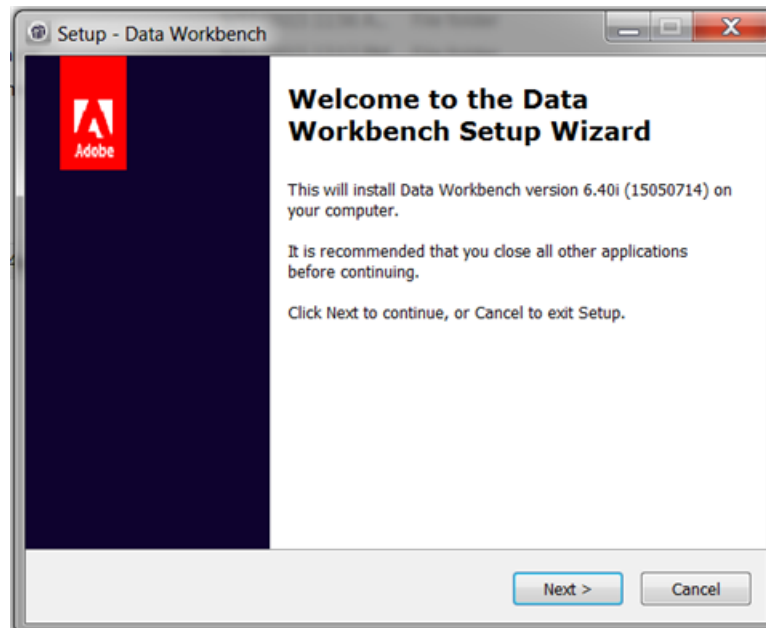 Setup - Data Workbench
Adobe
Welcome to the Data
Workbench Setup Wizard
This will install Data Workbench version 6.40i (15050714) on
your computer.
It is recommended that you close all other applications
before continuing.
Click Next to continue, or Cancel to exit Setup.
Next >
Cancel